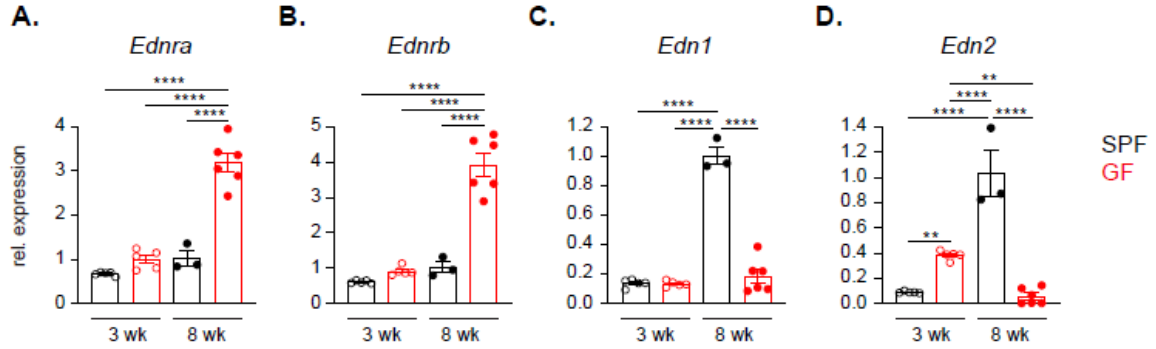 A. B. C. D.
Ednra Ednrb Edn1 Edn2
**** **** **** **
**** **** **** **** ****
**** **** **** **** ****
**
rel. expression
4 3 2 1 0
5 4 3 2 1 0
1.2 1.0 0.8 0.6 0.4 0.2 0.0
1.4 1.2 1.0 0.8 0.6 0.4 0.2 0.0
SPF
GF
3 wk 8 wk 3 wk 8 wk 3 wk 8 wk 3 wk 8 wk